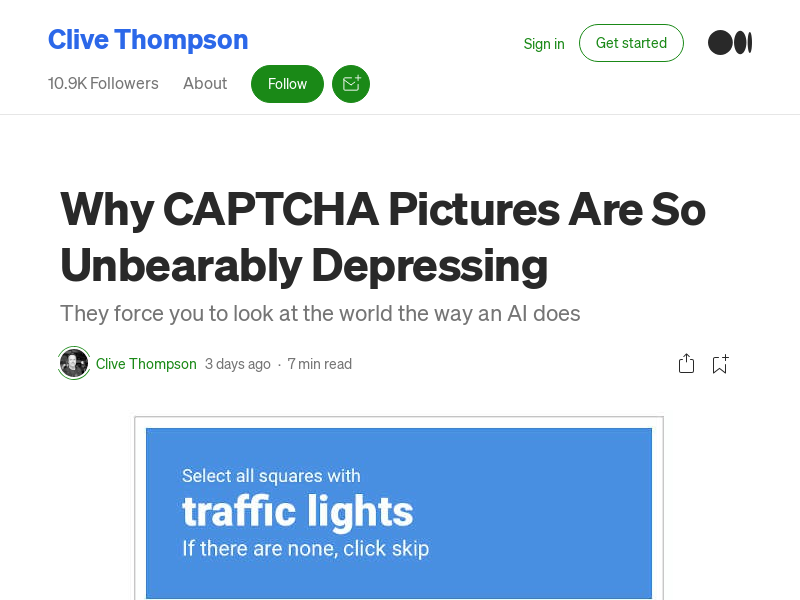 Clive Thompson
Sign in
Get started
10.9K Followers
About
Follow
Why CAPTCHA Pictures Are So
Unbearably Depressing
They force you to look at the world the way an AI does
Clive Thompson 3 days ago · 7 min read
Select all squares with
traffic lights
If there are none, click skip